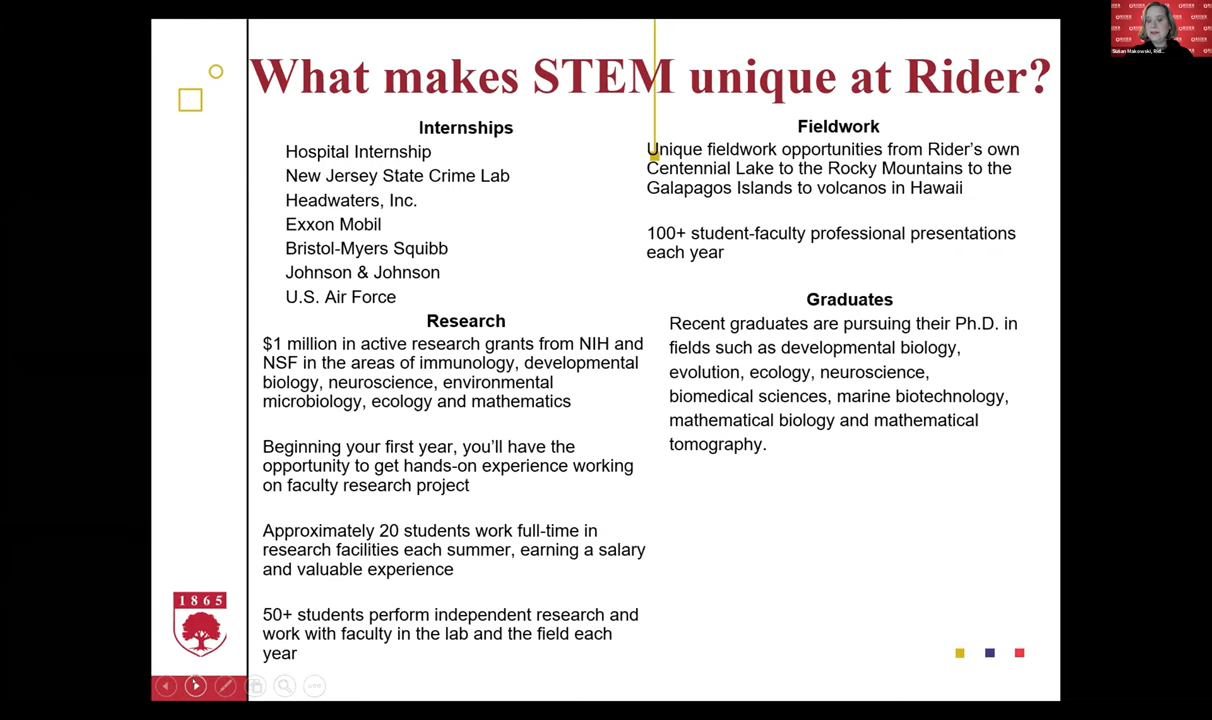 What makes STEM unique at Rider?
Internships
Hospital Internship
New Jersey State Crime Lab
Headwaters, Inc.
Exxon Mobil
Bristol-Myers Squibb
Johnson & Johnson
U.S. Air Force
Research
$1 million in active research grants from NIH and
NSF in the areas of immunology, developmental
biology, neuroscience, environmental
microbiology, ecology and mathematics
Beginning your first year, you’ll have the
opportunity to get hands-on experience working
on faculty research project
Approximately 20 students work full-time in
research facilities each summer, earning a salary
and valuable experience
50+ students perform independent research and
work with faculty in the lab and the field each
year
Fieldwork
Unique fieldwork opportunities from Rider’s own
Centennial Lake to the Rocky Mountains to the
Galapagos Islands to volcanos in Hawaii
100+ student-faculty professional presentations
each year
Graduates
Recent graduates are pursuing their Ph.D. in
fields such as developmental biology,
evolution, ecology, neuroscience,
biomedical sciences, marine biotechnology,
mathematical biology and mathematical
tomography.
1865
Susan Makowski, Rid...